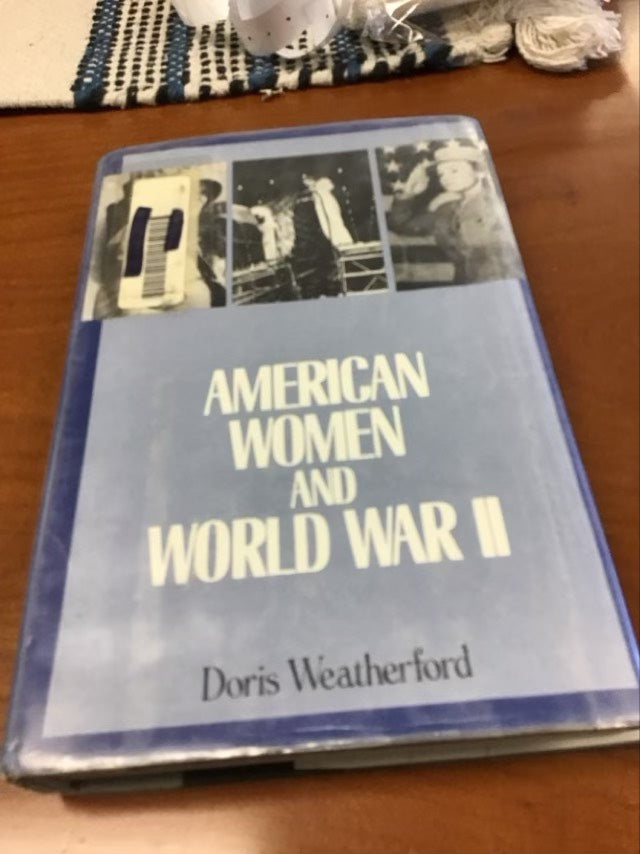 AMERICAN
WOMEN
AND
WORLD WAR II
Doris Weatherford